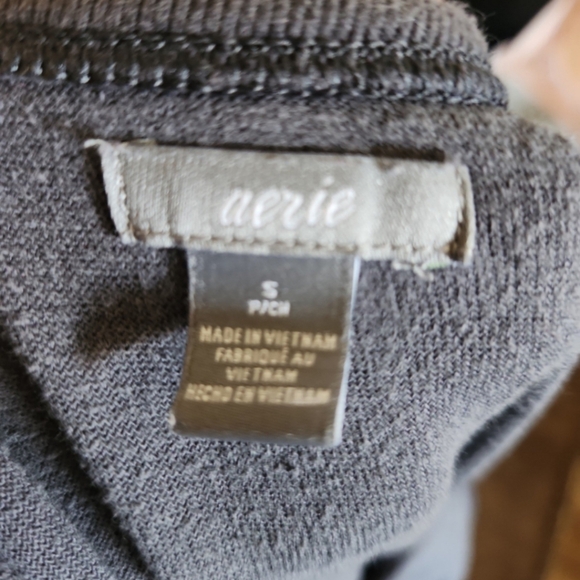 aerie
S
P/CH
MADE IN VIETNAM
FABRIQUÉ AU
VIETNAM
HECHO EN VIETNAM